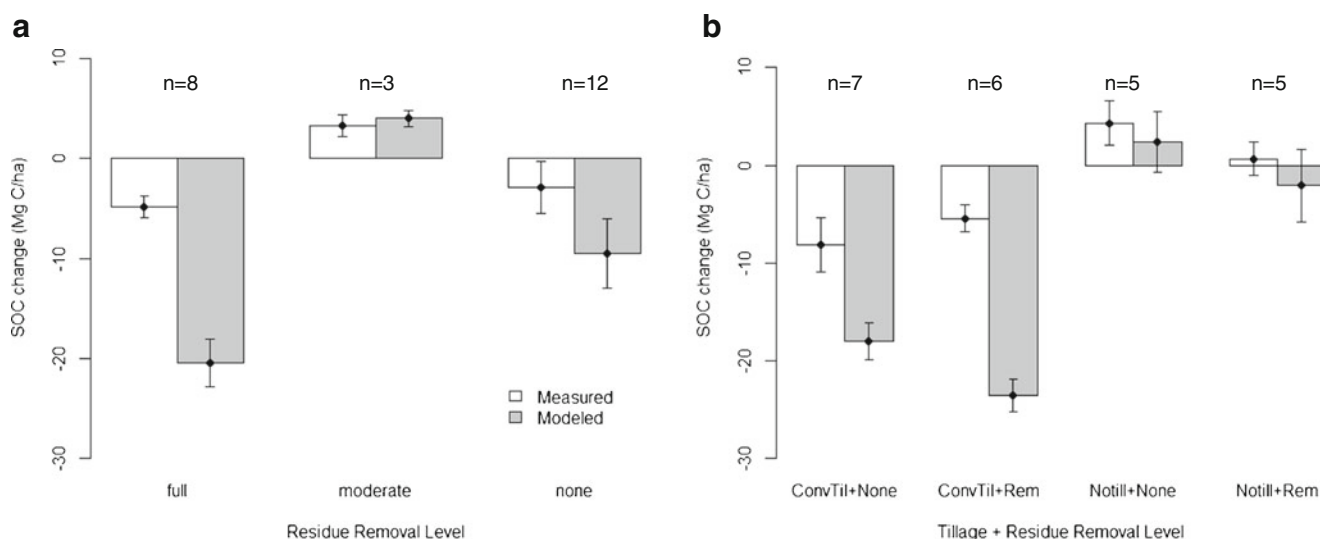 a
10
0
-10
-20
-30
SOC change (Mg C/ha)
n=8
n=3
n=12
Measured
Modeled
full
moderate
none
Residue Removal Level
b
10
0
-10
-20
-30
SOC change (Mg C/ha)
n=7
n=6
n=5
n=5
ConvTil+None
ConvTil+Rem
Notill+None
Notill+Rem
Tillage + Residue Removal Level